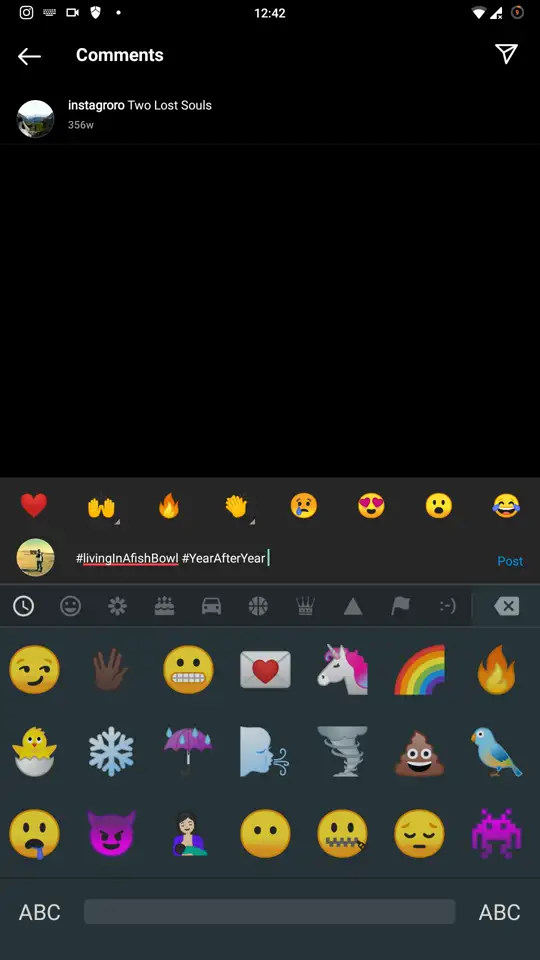 12:42
Comments
instagroro Two Lost Souls
356w
#livingInAfishBowl #YearAfterYear
Post
:-)
ABC
ABC